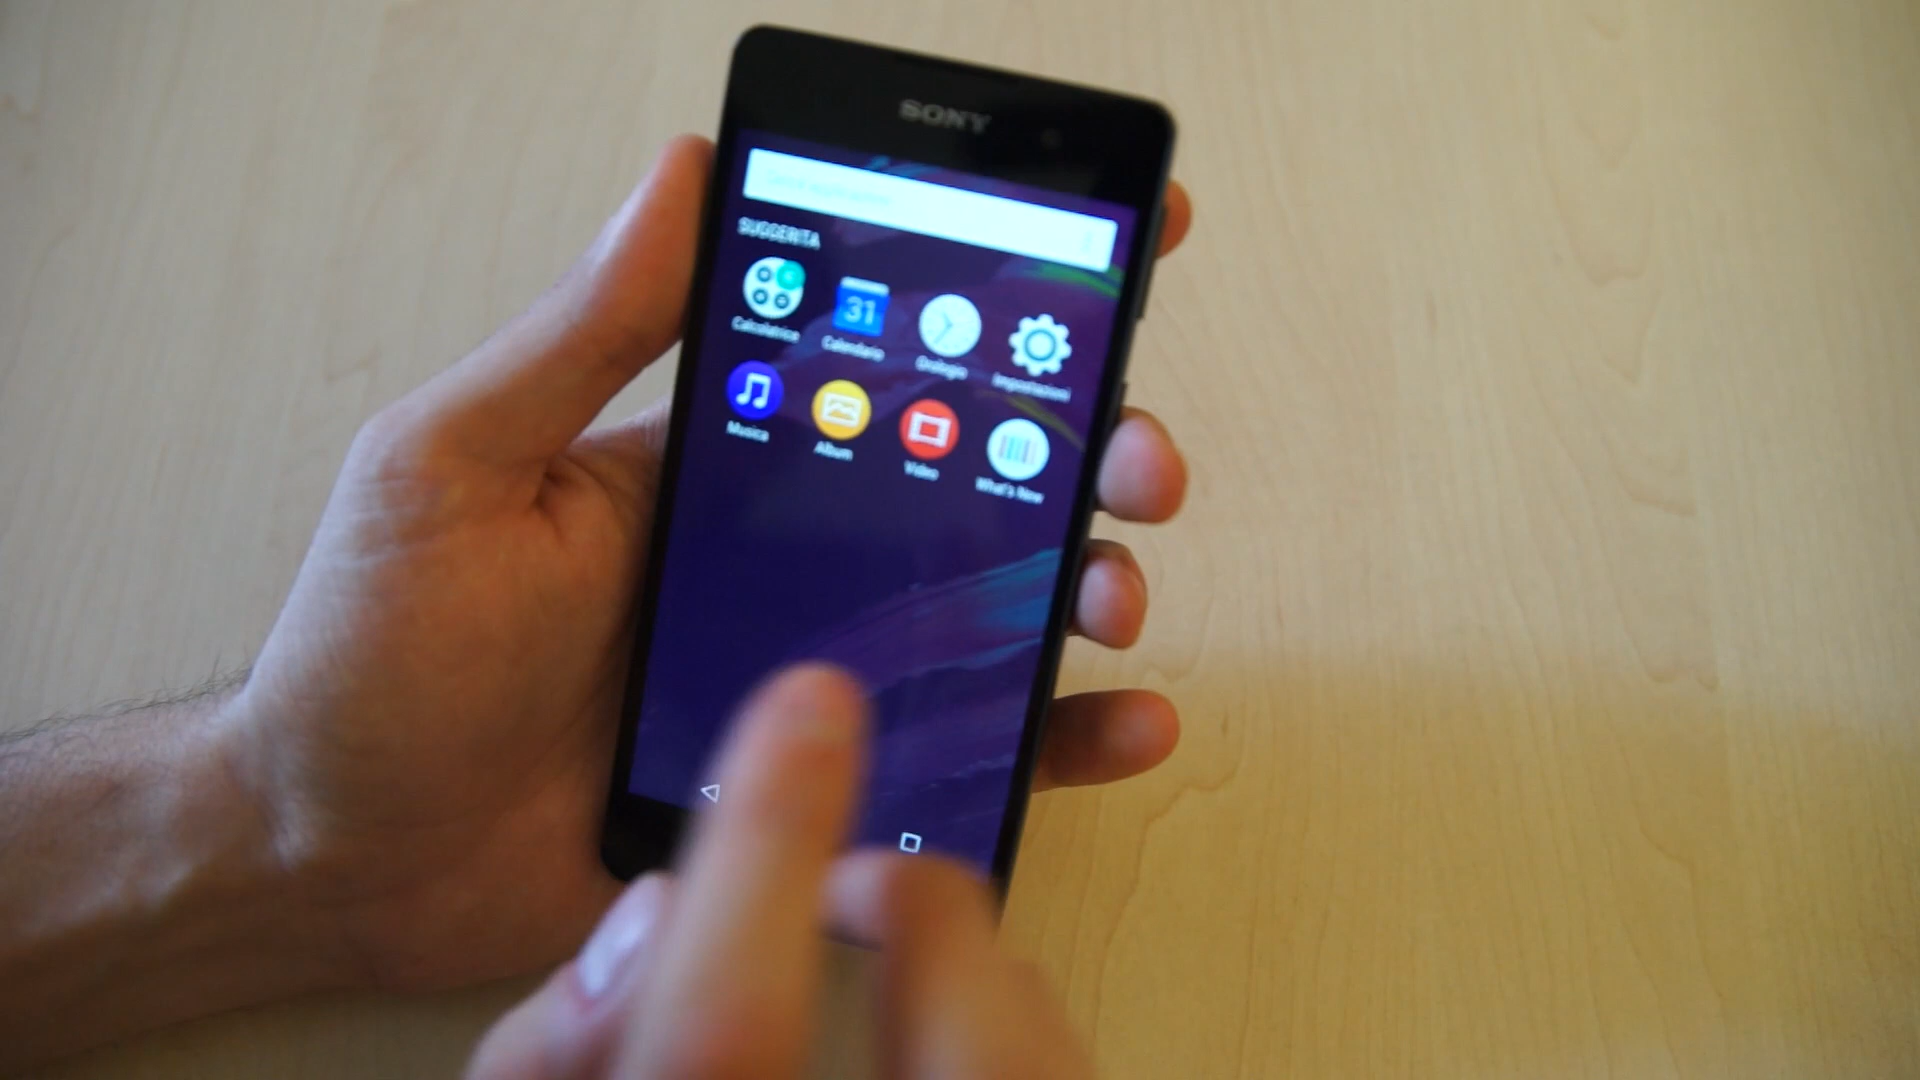 SONY
SUGGERITA
31
Calcolatrice Calendario Orologio Impostazioni
Musica Album Video What's New